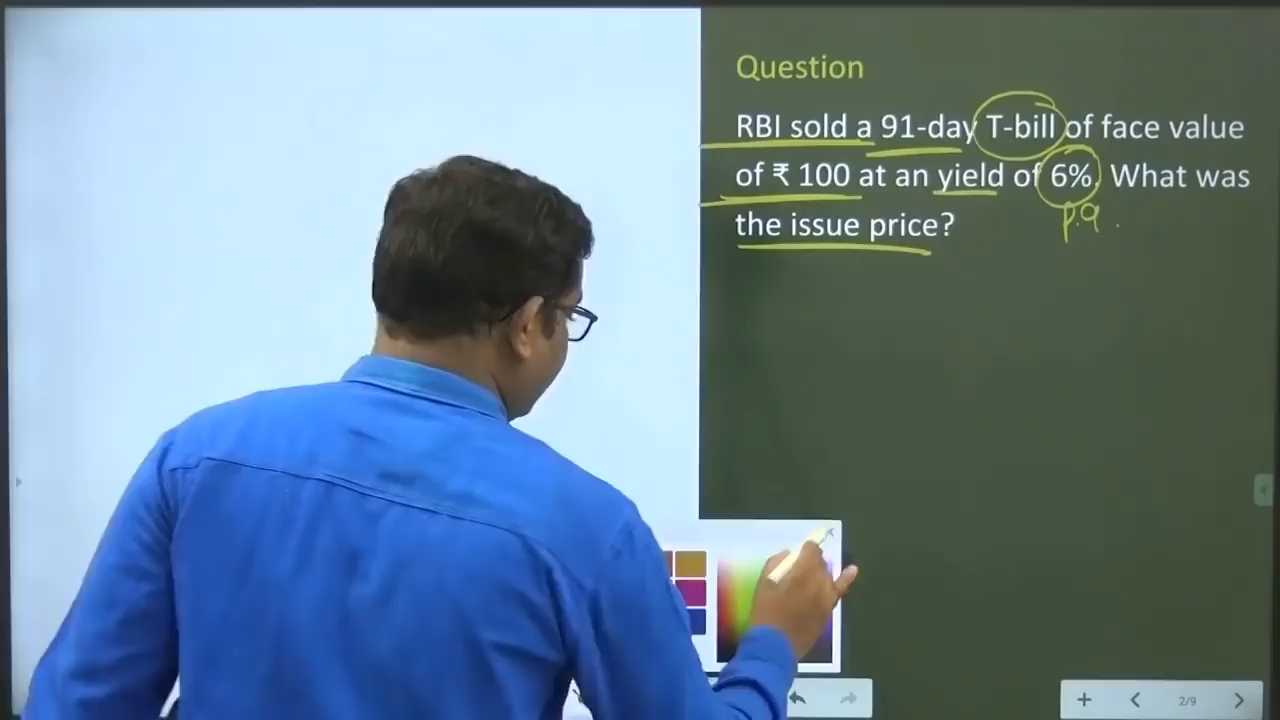 Question
RBI sold a 91-day T-bill of face value
of ₹ 100 at an yield of 6%. What was
the issue price?
p.a.
2/9